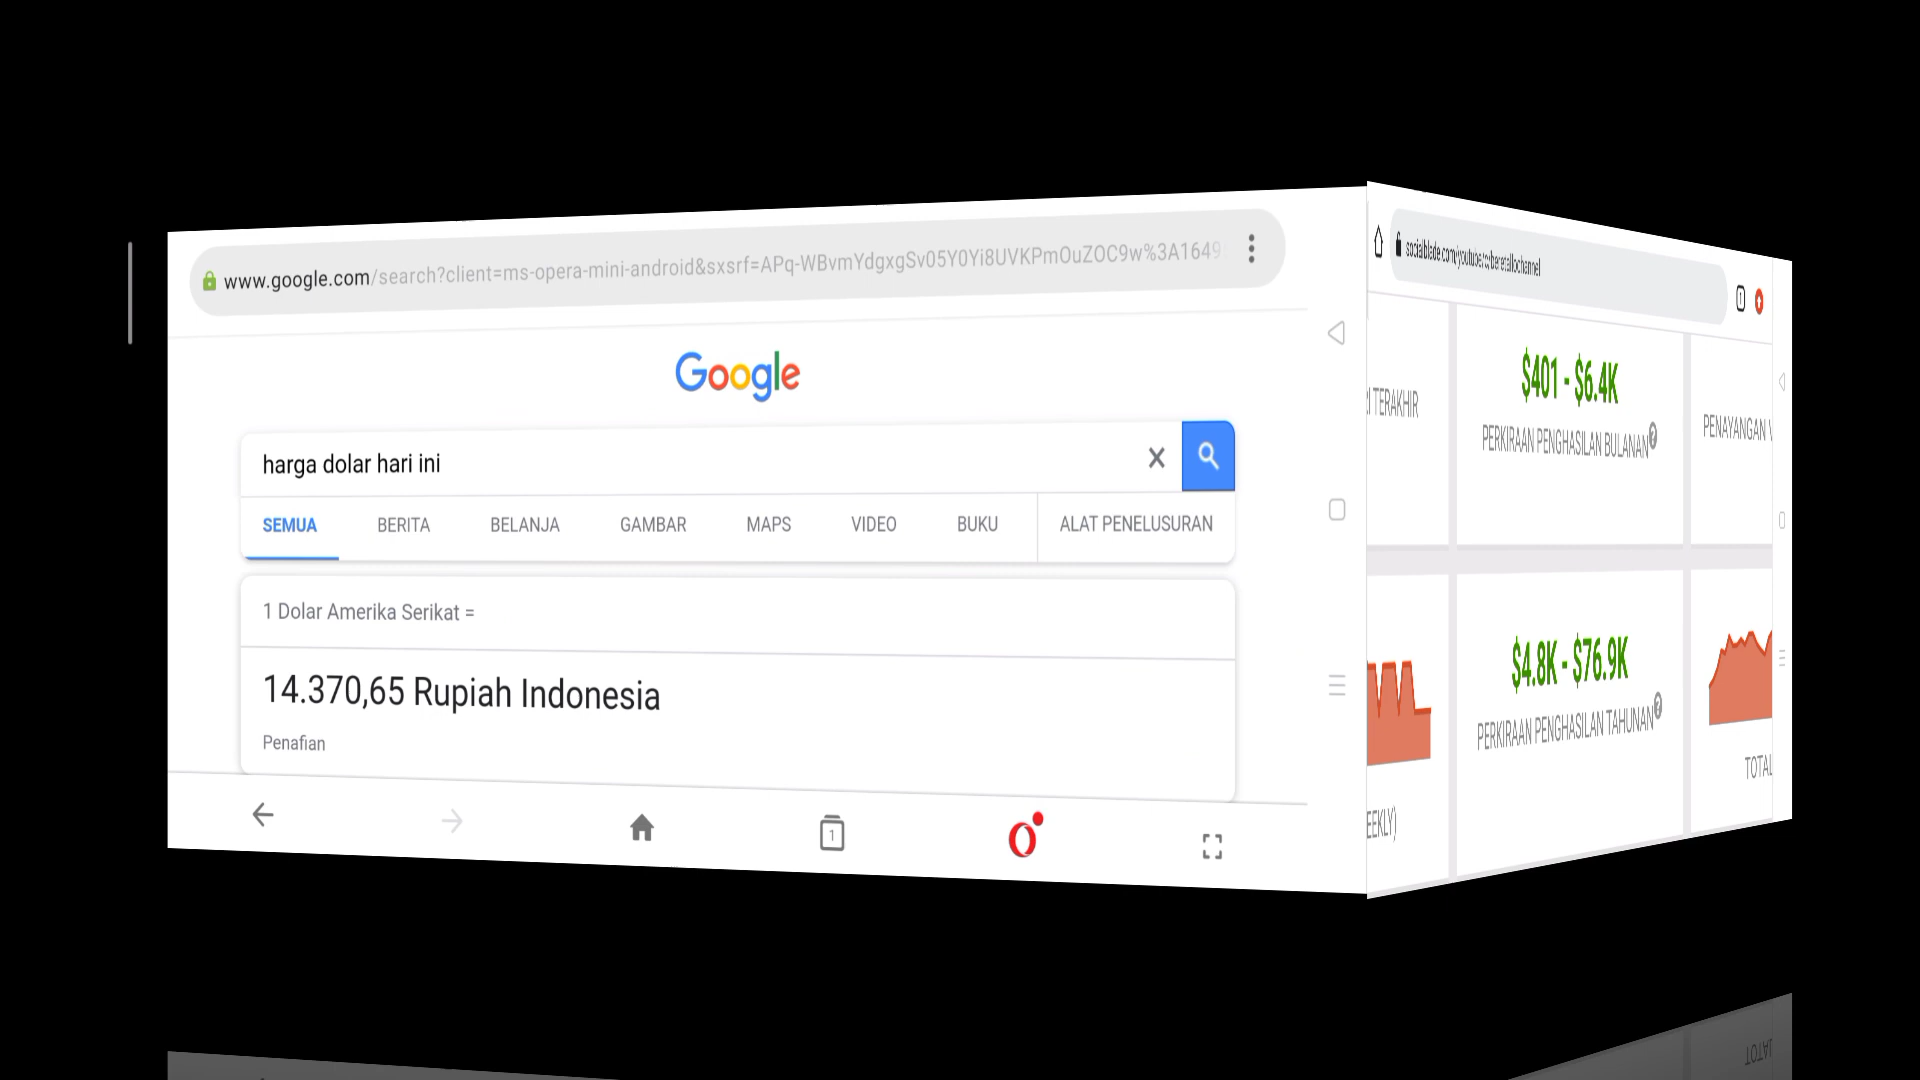 www.google.com/search?client=ms-opera-mini-android&sxsrf=APq-WBvmYdgxgSv05Y0Yi8UVKPmOuZOC9w%3A1649
Google
harga dolar hari ini
SEMUA BERITA BELANJA GAMBAR MAPS VIDEO BUKU ALAT PENELUSURAN
1 Dolar Amerika Serikat =
14.370,65 Rupiah Indonesia
Penafian
1
$401 - $6.4K
TERAKHIR
PERKIRAAN PENGHASILAN BULANAN
PENAYANGAN
$4.8K - $76.9K
PERKIRAAN PENGHASILAN TAHUNAN
TOTAL
EEKLY)